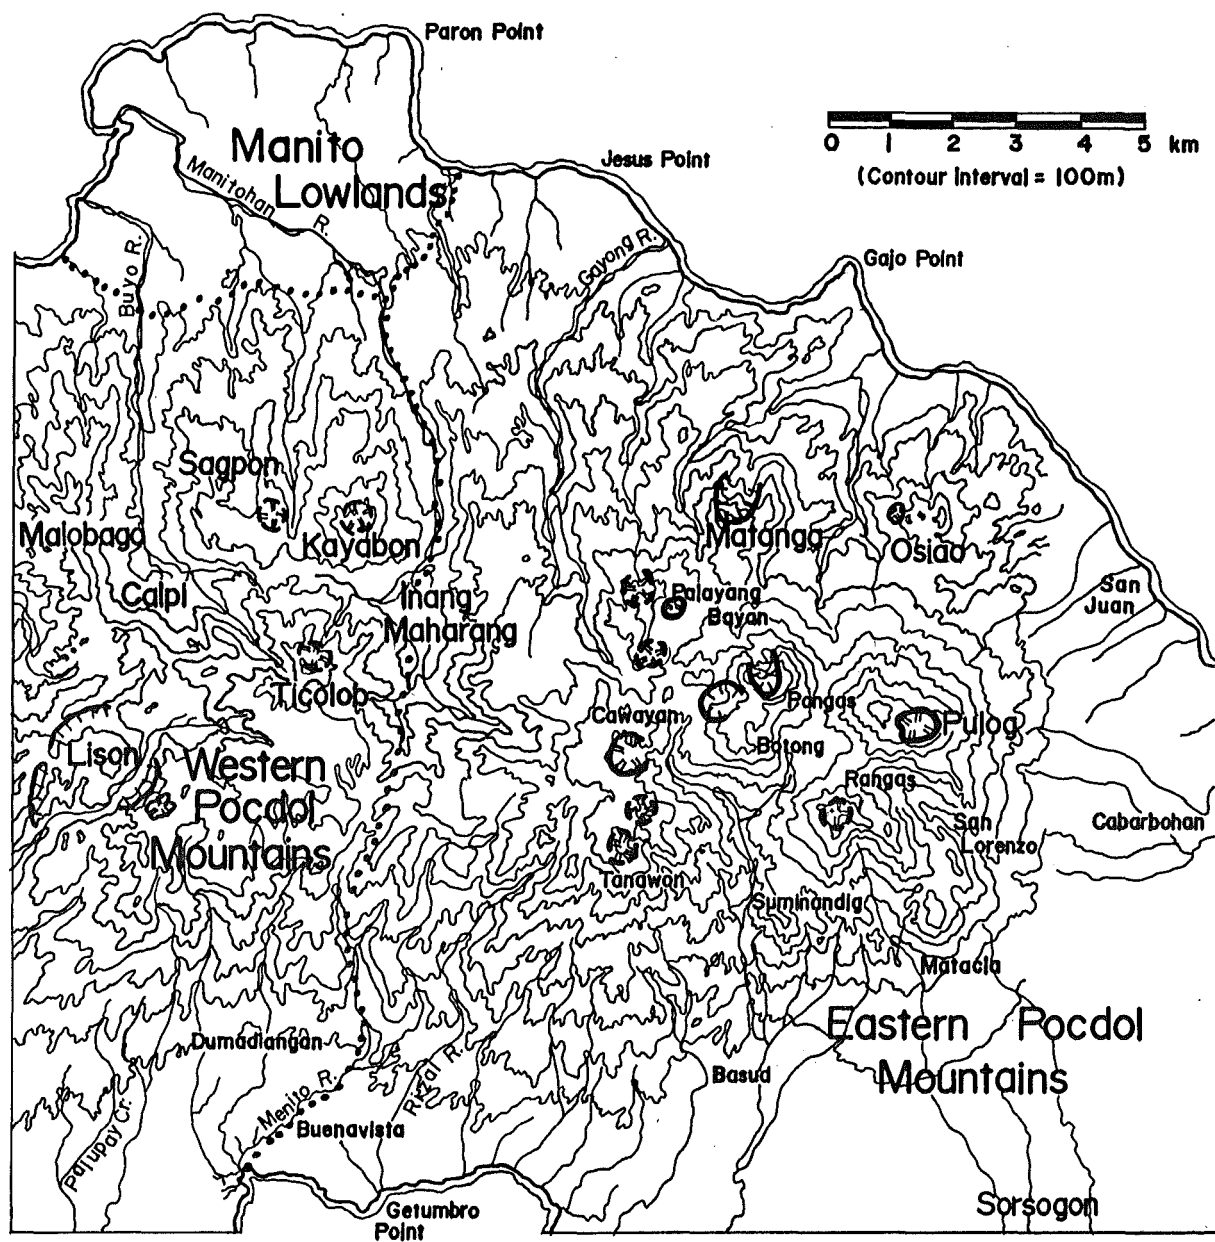 Paron Point
0 1 2 3 4 5 km
(Contour interval = 100m)
Manito
Lowlands
Jesus Point
Manitohan
R.
Buyo R.
Gayong R.
Gajo Point
Sagpon
Malobago
Kayabon
Matanga
Osiao
Calpi
Inang
Maharang
Palayang
Bayan
San
Juan
Ticolob
Cawayan
Pangas
Pulog
Lison
Botong
Western
Pocdol
Mountains
Rangas
San
Lorenzo
Cabarbohan
Tanawon
Suminandig
Matacla
Eastern Pocdol
Mountains
Dumadlangan
Basud
Menito R.
Rizal R.
Buenavista
Palupay Cr.
Getumbro
Point
Sorsogon